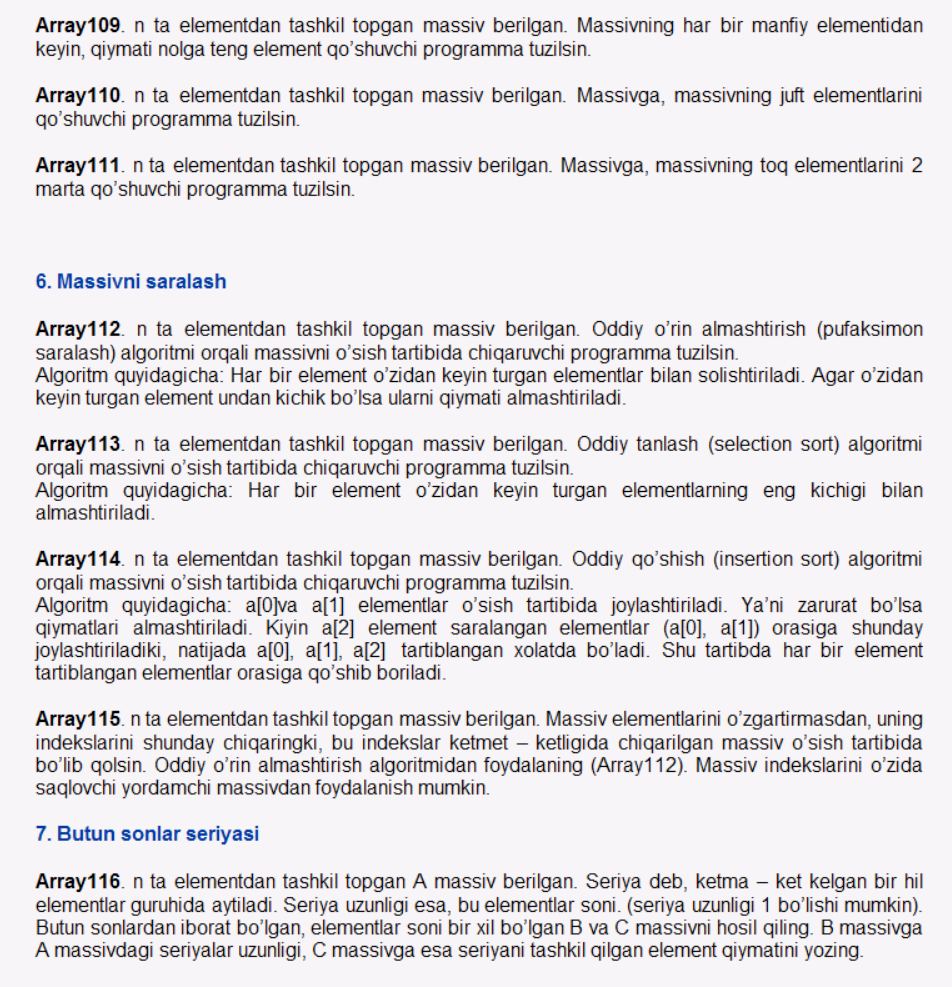 Array109. n ta elementdan tashkil topgan massiv berilgan. Massivning har bir manfiy elementidan
keyin, qiymati nolga teng element qo’shuvchi programma tuzilsin.
Array110. n ta elementdan tashkil topgan massiv berilgan. Massivga, massivning juft elementlarini
qo’shuvchi programma tuzilsin.
Array111. n ta elementdan tashkil topgan massiv berilgan. Massivga, massivning toq elementlarini 2
marta qo’shuvchi programma tuzilsin.
6. Massivni saralash
Array112. n ta elementdan tashkil topgan massiv berilgan. Oddiy o’rin almashtirish (pufaksimon
saralash) algoritmi orqali massivni o’sish tartibida chiqaruvchi programma tuzilsin.
Algoritm quyidagicha: Har bir element o’zidan keyin turgan elementlar bilan solishtiriladi. Agar o’zidan
keyin turgan element undan kichik bo’lsa ularni qiymati almashtiriladi.
Array113. n ta elementdan tashkil topgan massiv berilgan. Oddiy tanlash (selection sort) algoritmi
orqali massivni o’sish tartibida chiqaruvchi programma tuzilsin.
Algoritm quyidagicha: Har bir element o’zidan keyin turgan elementlarning eng kichigi bilan
almashtiriladi.
Array114. n ta elementdan tashkil topgan massiv berilgan. Oddiy qo’shish (insertion sort) algoritmi
orqali massivni o’sish tartibida chiqaruvchi programma tuzilsin.
Algoritm quyidagicha: a[0]va a[1] elementlar o’sish tartibida joylashtiriladi. Ya’ni zarurat bo’lsa
qiymatlari almashtiriladi. Kiyin a[2] element saralangan elementlar (a[0], a[1]) orasiga shunday
joylashtiriladiki, natijada a[0], a[1], a[2] tartiblangan xolatda bo’ladi. Shu tartibda har bir element
tartiblangan elementlar orasiga qo’shib boriladi.
Array115. n ta elementdan tashkil topgan massiv berilgan. Massiv elementlarini o’zgartirmasdan, uning
indekslarini shunday chiqaringki, bu indekslar ketmet – ketligida chiqarilgan massiv o’sish tartibida
bo’lib qolsin. Oddiy o’rin almashtirish algoritmidan foydalaning (Array112). Massiv indekslarini o’zida
saqlovchi yordamchi massivdan foydalanish mumkin.
7. Butun sonlar seriyasi
Array116. n ta elementdan tashkil topgan A massiv berilgan. Seriya deb, ketma – ket kelgan bir hil
elementlar guruhida aytiladi. Seriya uzunligi esa, bu elementlar soni. (seriya uzunligi 1 bo’lishi mumkin).
Butun sonlardan iborat bo’lgan, elementlar soni bir xil bo’lgan B va C massivni hosil qiling. B massivga
A massivdagi seriyalar uzunligi, C massivga esa seriyani tashkil qilgan element qiymatini yozing.